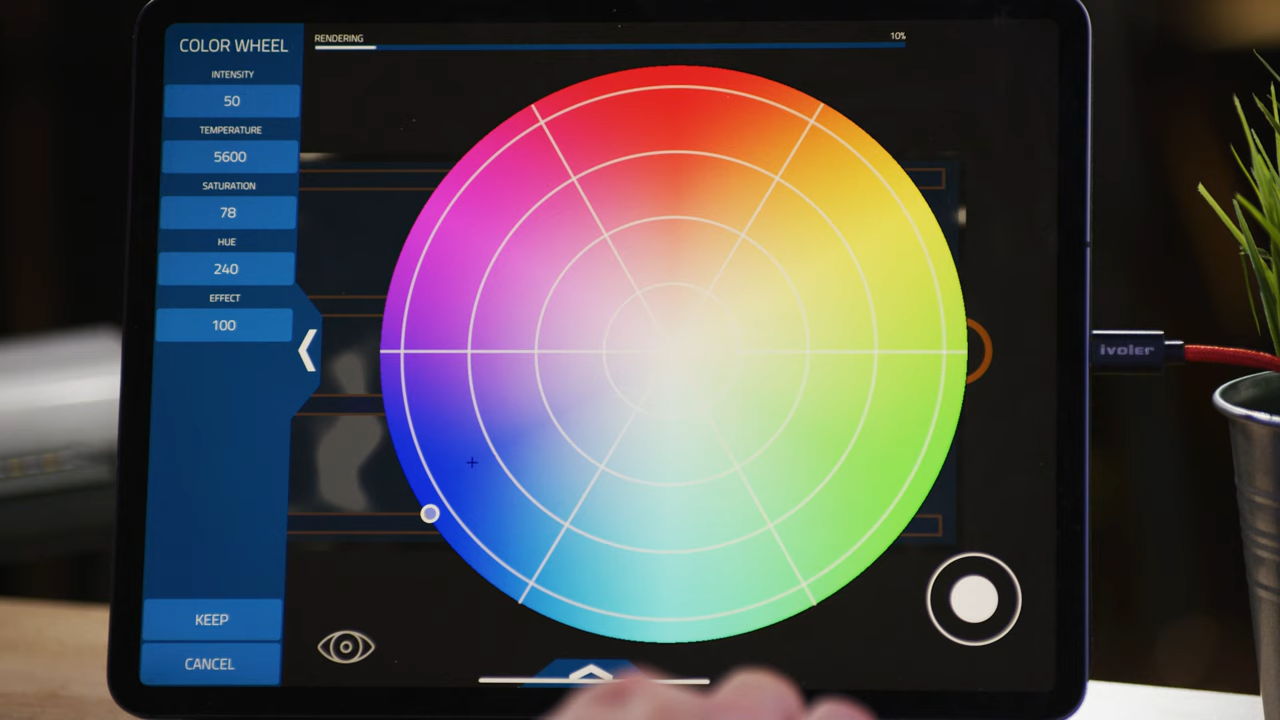 COLOR WHEEL
INTENSITY
50
TEMPERATURE
5600
SATURATION
78
HUE
240
EFFECT
100
KEEP
CANCEL
RENDERING
10%
ivoler